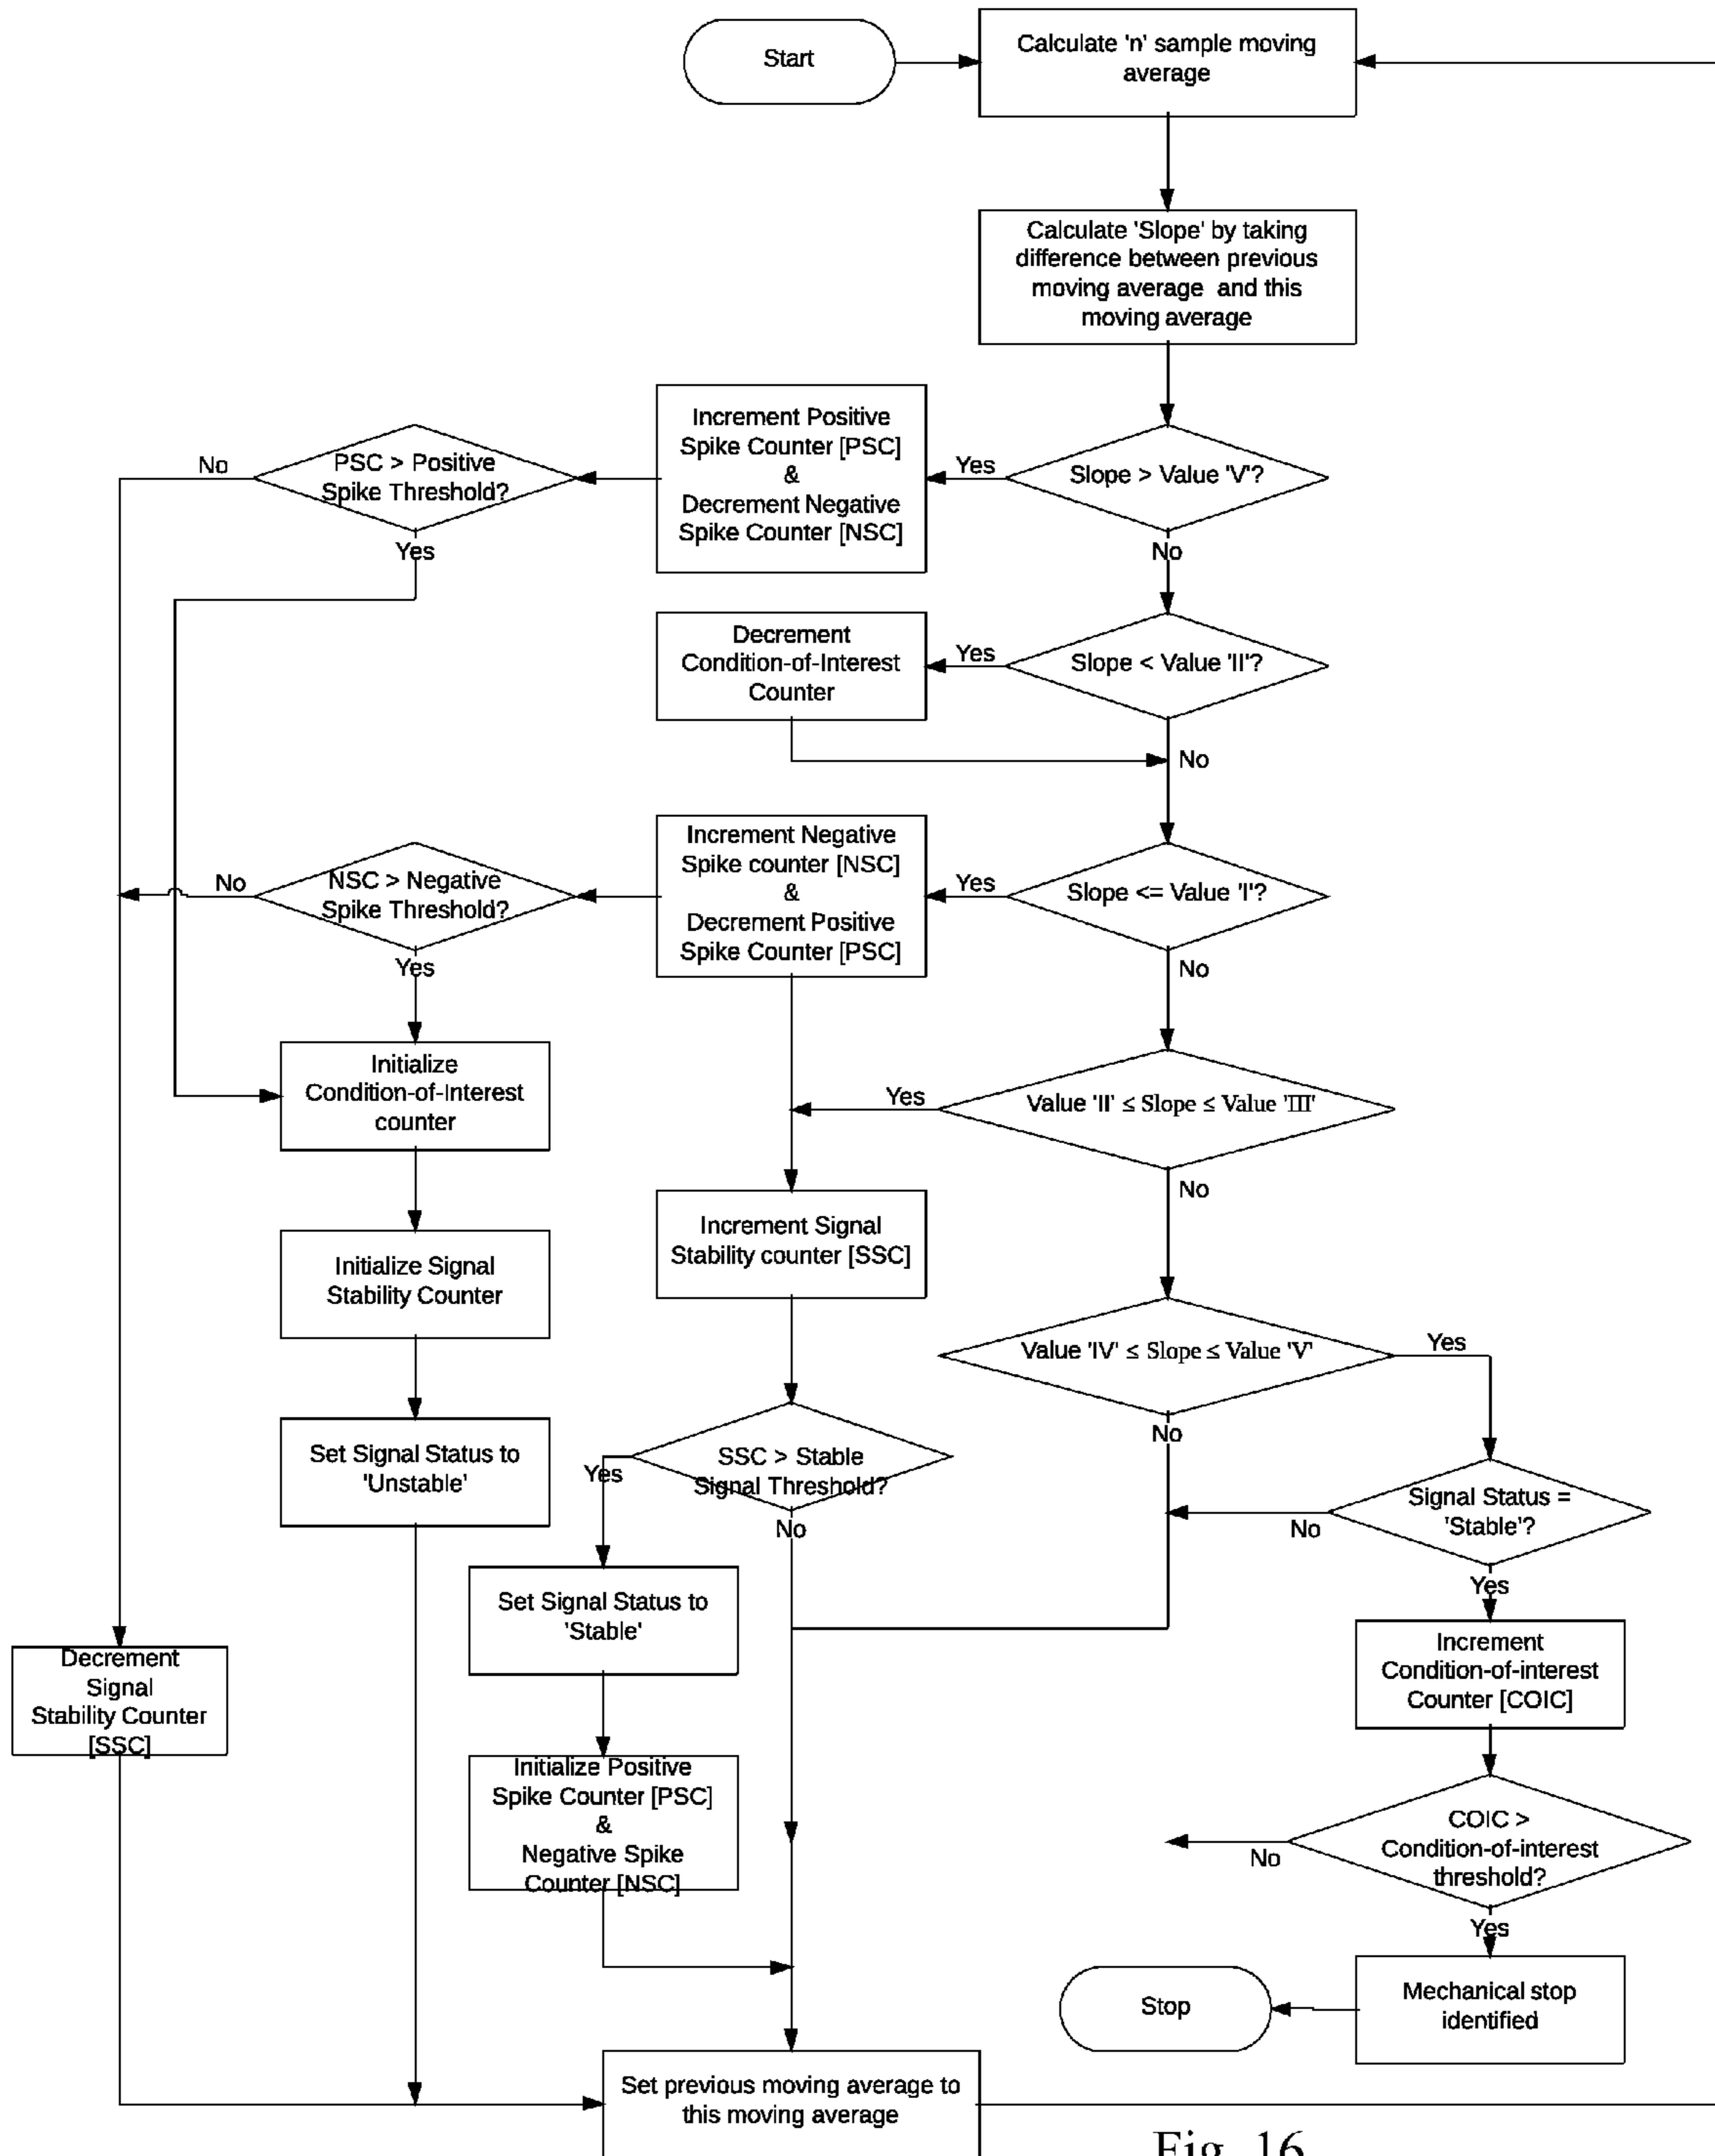 Start
Calculate 'n' sample moving
average
Calculate 'Slope' by taking
difference between previous
moving average and this
moving average
Slope > Value 'V'?
Yes
No
Increment Positive
Spike Counter [PSC]
&
Decrement Negative
Spike Counter [NSC]
PSC > Positive
Spike Threshold?
No
Yes
Slope < Value 'II'?
Yes
No
Decrement
Condition-of-Interest
Counter
Slope <= Value 'I'?
Yes
No
Increment Negative
Spike counter [NSC]
&
Decrement Positive
Spike Counter [PSC]
NSC > Negative
Spike Threshold?
No
Yes
Initialize
Condition-of-Interest
counter
Initialize Signal
Stability Counter
Set Signal Status to
'Unstable'
Value 'II' ≤ Slope ≤ Value 'III'
Yes
No
Increment Signal
Stability counter [SSC]
Value 'IV' ≤ Slope ≤ Value 'V'
Yes
No
SSC > Stable
Signal Threshold?
Yes
No
Signal Status =
'Stable'?
No
Yes
Set Signal Status to
'Stable'
Increment
Condition-of-interest
Counter [COIC]
Decrement
Signal
Stability Counter
[SSC]
Initialize Positive
Spike Counter [PSC]
&
Negative Spike
Counter [NSC]
COIC >
Condition-of-interest
threshold?
No
Yes
Mechanical stop
identified
Stop
Set previous moving average to
this moving average
Fig. 16